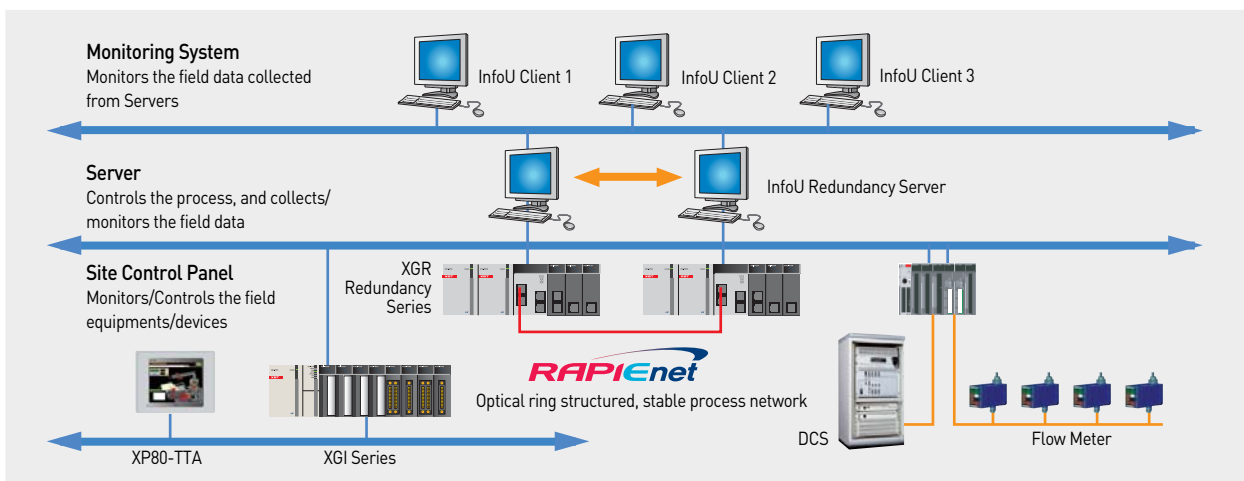 Monitoring System
Monitors the field data collected
from Servers
InfoU Client 1
InfoU Client 2
InfoU Client 3
Server
Controls the process, and collects/
monitors the field data
InfoU Redundancy Server
Site Control Panel
Monitors/Controls the field
equipments/devices
XGR
Redundancy
Series
RAPIEnet
Optical ring structured, stable process network
DCS
Flow Meter
XP80-TTA
XGI Series